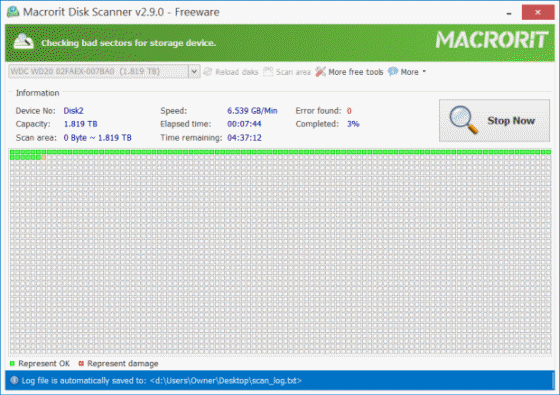 Macrorit Disk Scanner v2.9.0 - Freeware
Checking bad sectors for storage device.
MACRORIT
WDC WD20 02FAEX-007BA0 (1.819 TB) Reload disks Scan area More free tools More
Information
Device No: Disk2 Speed: 6.539 GB/Min Error found: 0
Capacity: 1.819 TB Elapsed time: 00:07:44 Completed: 3%
Scan area: 0 Byte ~ 1.819 TB Time remaining: 04:37:12
Stop Now
Represent OK Represent damage
Log file is automatically saved to: <d:\Users\Owner\Desktop\scan_log.txt>